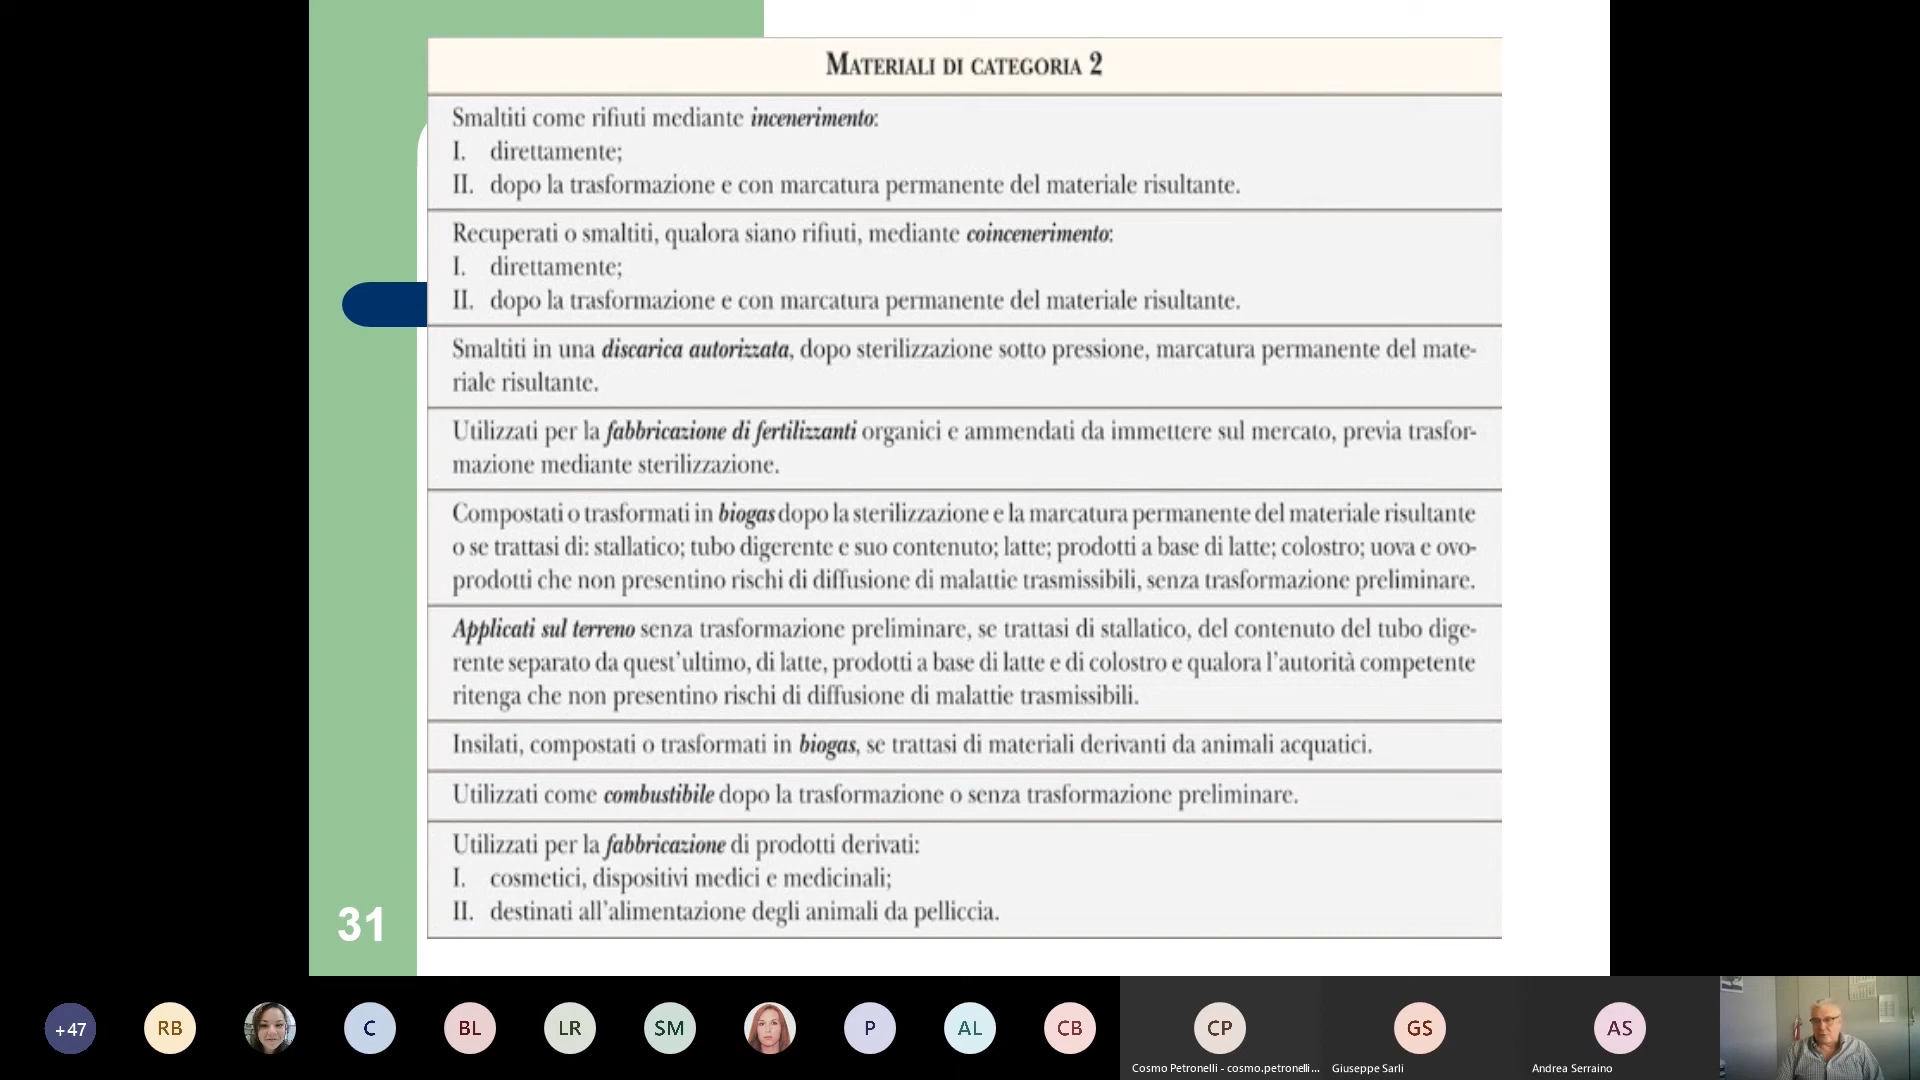 MATERIALI DI CATEGORIA 2
Smaltiti come rifiuti mediante incenerimento:
I. direttamente;
II. dopo la trasformazione e con marcatura permanente del materiale risultante.
Recuperati o smaltiti, qualora siano rifiuti, mediante coincenerimento:
I. direttamente;
II. dopo la trasformazione e con marcatura permanente del materiale risultante.
Smaltiti in una discarica autorizzata, dopo sterilizzazione sotto pressione, marcatura permanente del mate-
riale risultante.
Utilizzati per la fabbricazione di fertilizzanti organici e ammendati da immettere sul mercato, previa trasfor-
mazione mediante sterilizzazione.
Compostati o trasformati in biogas dopo la sterilizzazione e la marcatura permanente del materiale risultante
o se trattasi di: stallatico; tubo digerente e suo contenuto; latte; prodotti a base di latte; colostro; uova e ovo-
prodotti che non presentino rischi di diffusione di malattie trasmissibili, senza trasformazione preliminare.
Applicati sul terreno senza trasformazione preliminare, se trattasi di stallatico, del contenuto del tubo dige-
rente separato da quest'ultimo, di latte, prodotti a base di latte e di colostro e qualora l'autorità competente
ritenga che non presentino rischi di diffusione di malattie trasmissibili.
Insilati, compostati o trasformati in biogas, se trattasi di materiali derivanti da animali acquatici.
Utilizzati come combustibile dopo la trasformazione o senza trasformazione preliminare.
Utilizzati per la fabbricazione di prodotti derivati:
I. cosmetici, dispositivi medici e medicinali;
II. destinati all'alimentazione degli animali da pelliccia.
31
+47
RB
C
BL
LR
SM
P
AL
CB
CP
GS
AS
Cosmo Petronelli - cosmo.petronelli...
Giuseppe Sarli
Andrea Serraino